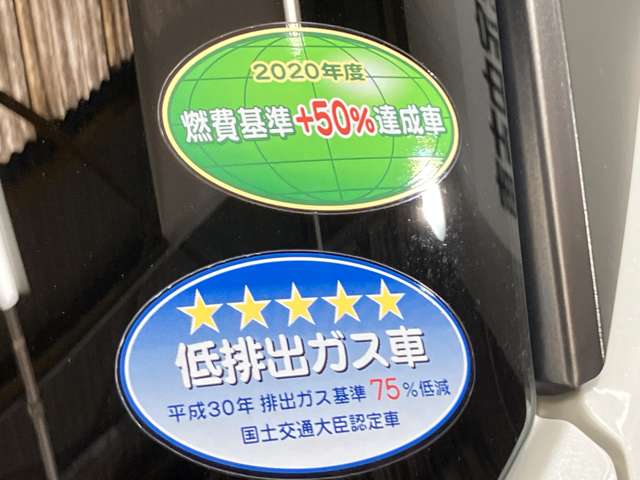 2020年度
燃費基準+50%達成車
★★★★★
低排出ガス車
平成30年 排出ガス基準 75%低減
国土交通大臣認定車